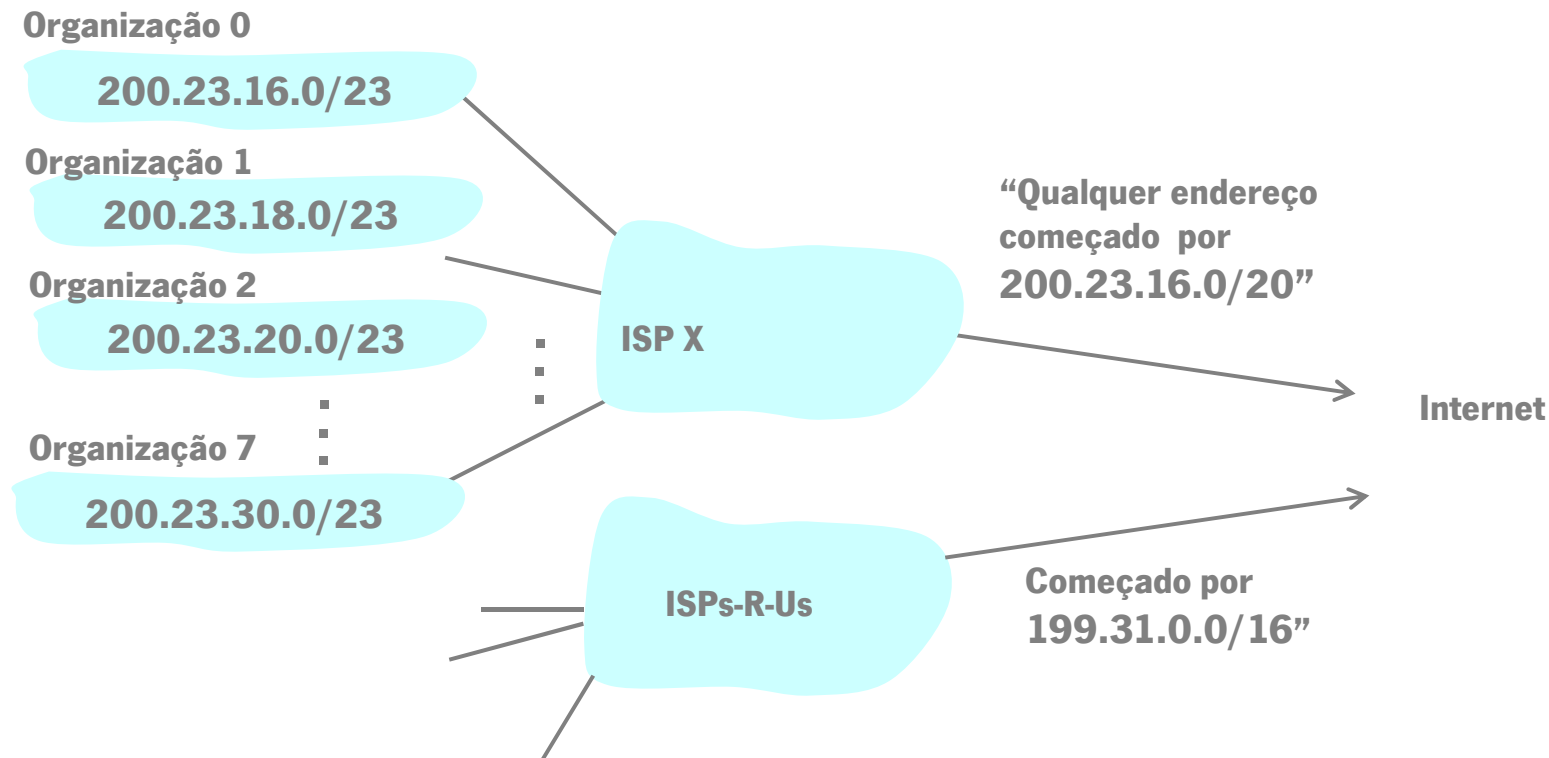 Organização 0
200.23.16.0/23
Organização 1
200.23.18.0/23
Organização 2
200.23.20.0/23
Organização 7
200.23.30.0/23
ISP X
“Qualquer endereço
começado por
200.23.16.0/20”
Internet
ISPs-R-Us
Começado por
199.31.0.0/16”